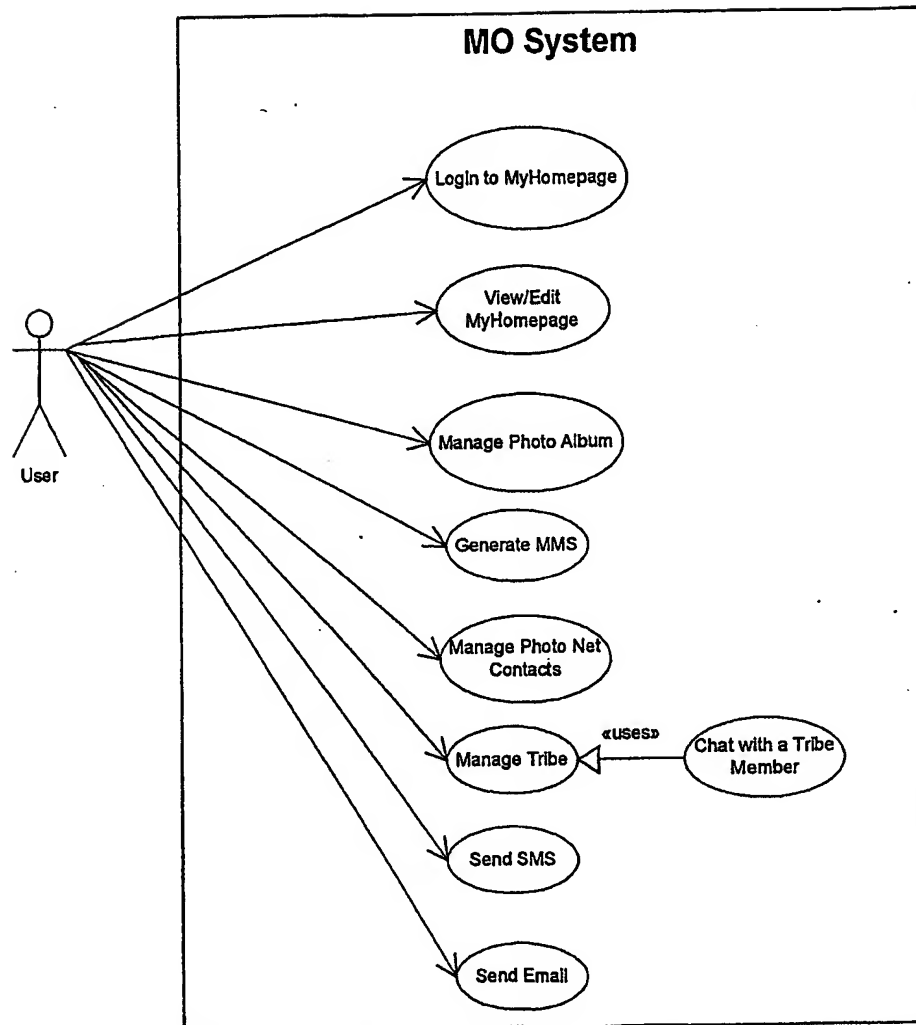 MO System
Login to MyHomepage
View/Edit
MyHomepage
User
Manage Photo Album
Generate MMS
Manage Photo Net
Contacts
Manage Tribe
«uses»
Chat with a Tribe
Member
Send SMS
Send Email